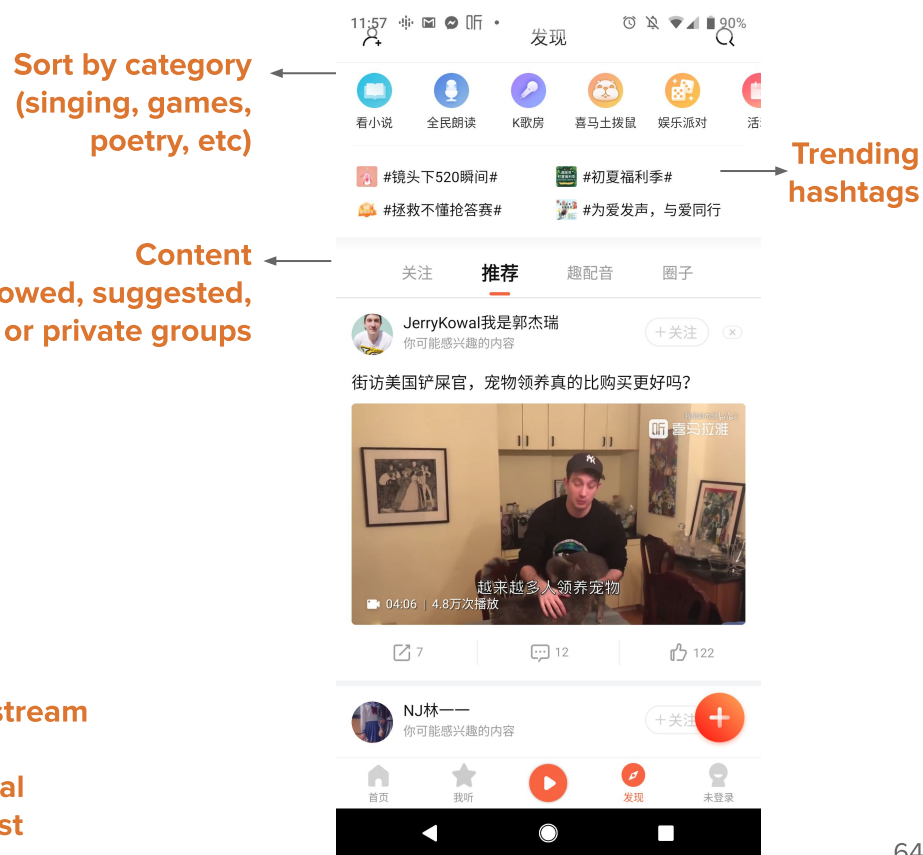 11:57
听
90%
发现
Sort by category
(singing, games,
poetry, etc)
看小说 全民朗读 K歌房 喜马土拨鼠 娱乐派对 活
Trending
hashtags
#镜头下520瞬间# #初夏福利季#
#拯救不懂抢答赛# #为爱发声，与爱同行
Content
owed, suggested,
or private groups
关注 推荐 趣配音 圈子
JerryKowal我是郭杰瑞
你可能感兴趣的内容
+关注
街访美国铲屎官，宠物领养真的比购买更好吗?
听 喜马拉雅
越来越多人领养宠物
04:06 | 4.8万次播放
7 12 122
stream
al
st
NJ林一一
你可能感兴趣的内容
+关注
首页 我听 发现 未登录
64